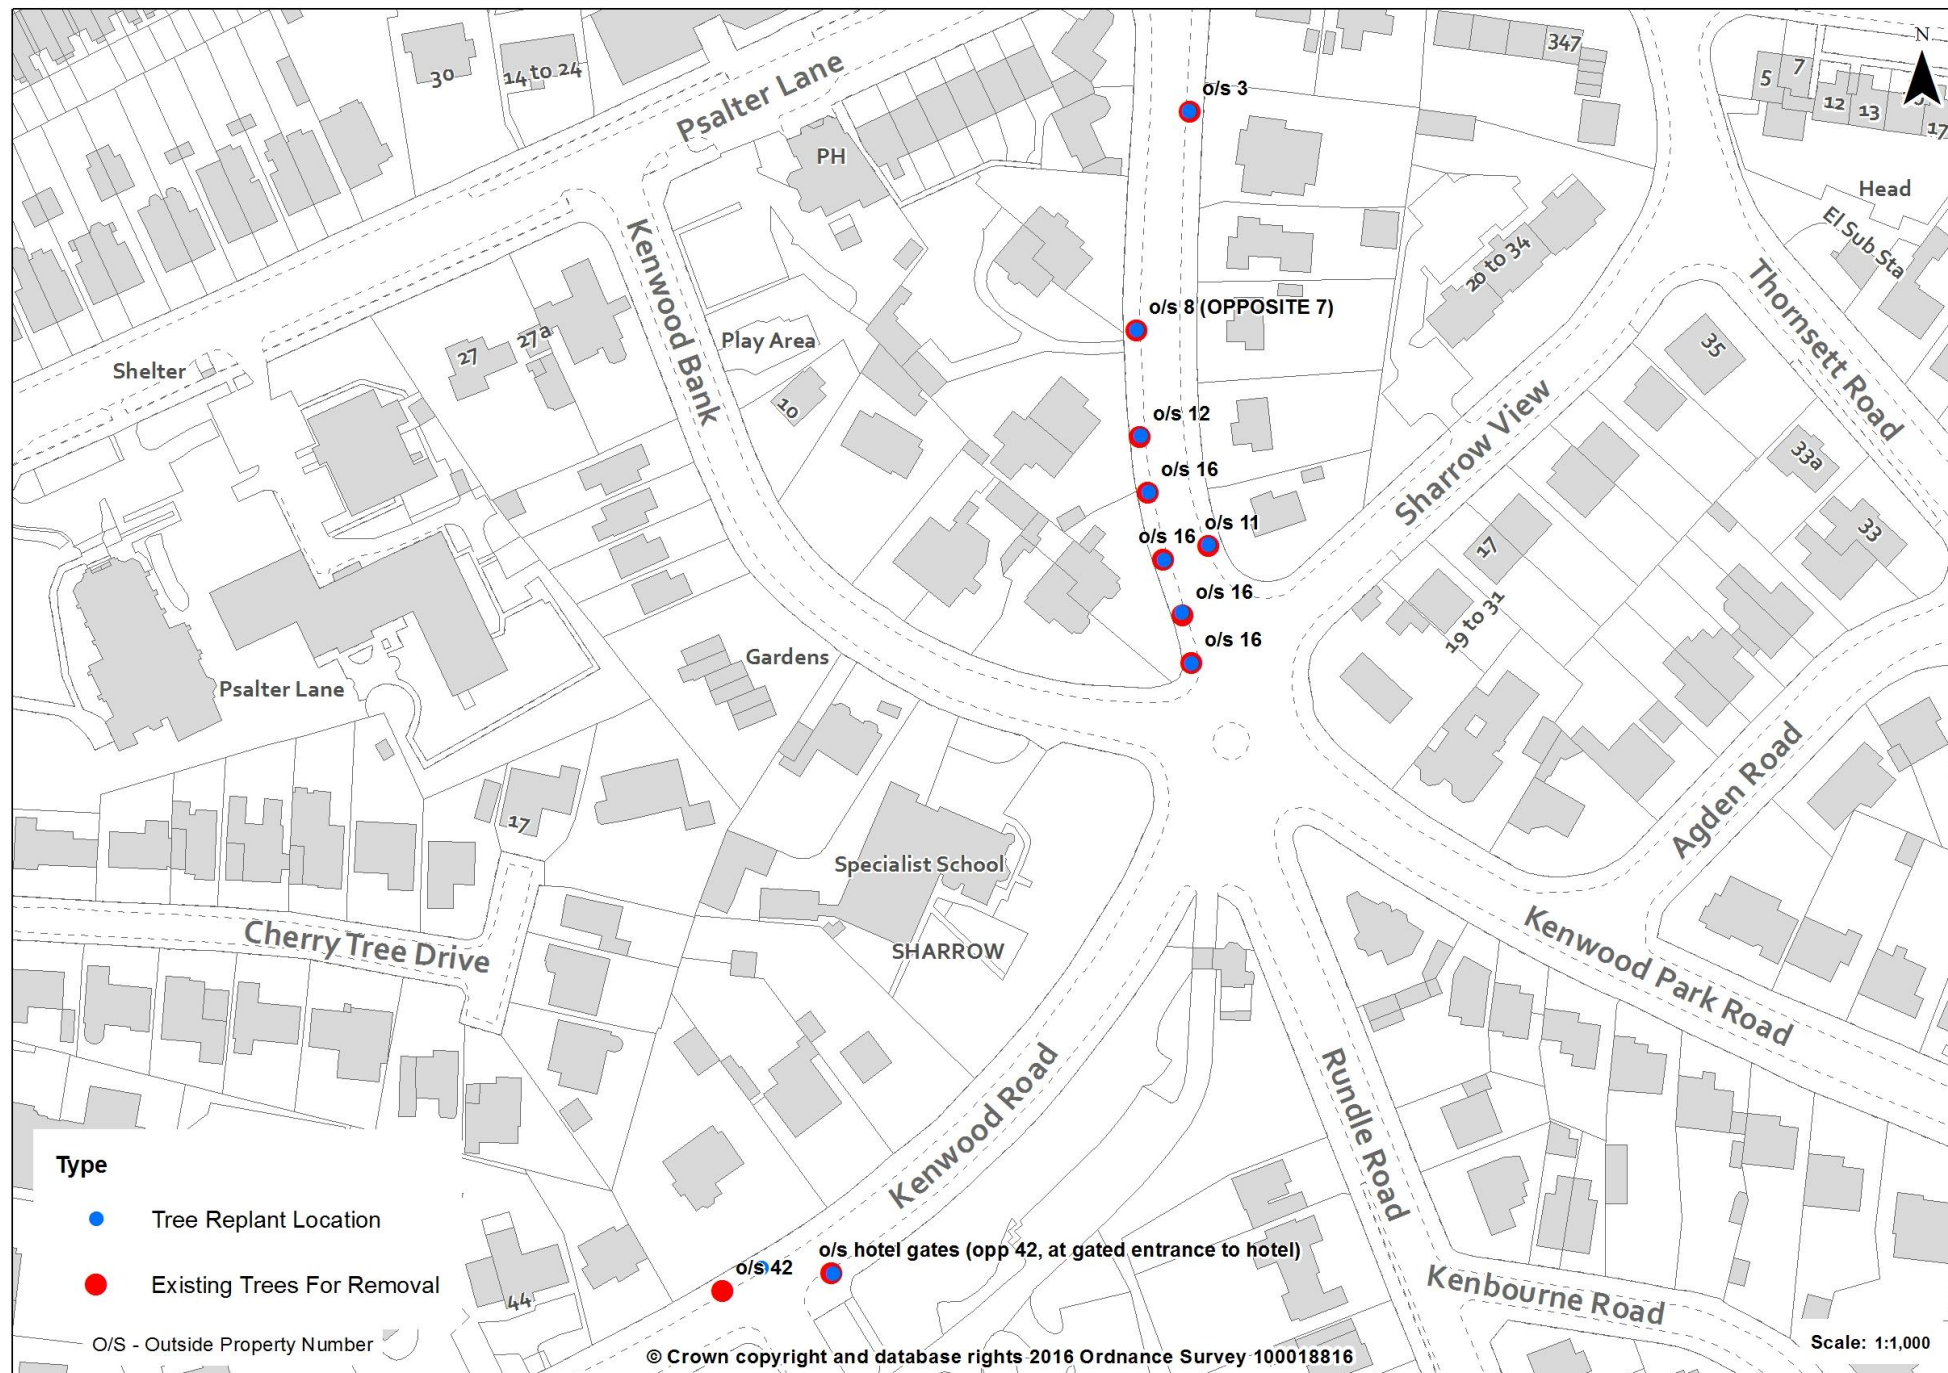 30
14 to 24
Psalter Lane
PH
o/s 3
347
N
5
7
12
13
17
Head
El Sub Sta
Kenwood Bank
20 to 34
Thornsett Road
o/s 8 (OPPOSITE 7)
Shelter
27
27a
Play Area
10
35
o/s 12
Sharrow View
33a
o/s 16
o/s 11
o/s 16
33
17
o/s 16
19 to 31
o/s 16
Gardens
Psalter Lane
Agden Road
17
Specialist School
SHARROW
Cherry Tree Drive
Kenwood Park Road
Kenwood Road
Rundle Road
Type
Tree Replant Location
Existing Trees For Removal
O/S - Outside Property Number
44
o/s 42
o/s hotel gates (opp 42, at gated entrance to hotel)
Kenbourne Road
© Crown copyright and database rights 2016 Ordnance Survey 100018816
Scale: 1:1,000